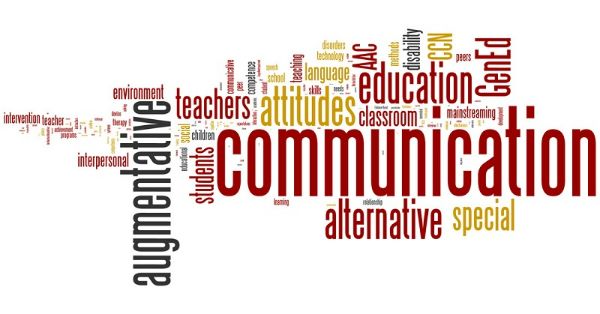 disorders
technology
communicative
peer
competence
speech
school
teaching
language
skills
needs
AAC
methods
disability
CCN
peers
GenEd
environment
education
teachers
attitudes
classroom
mainstreaming
development
intervention
teacher
therapy
achievement
programs
interpersonal
augmentative
social
children
educational
students
communication
learning
relationship
alternative
special